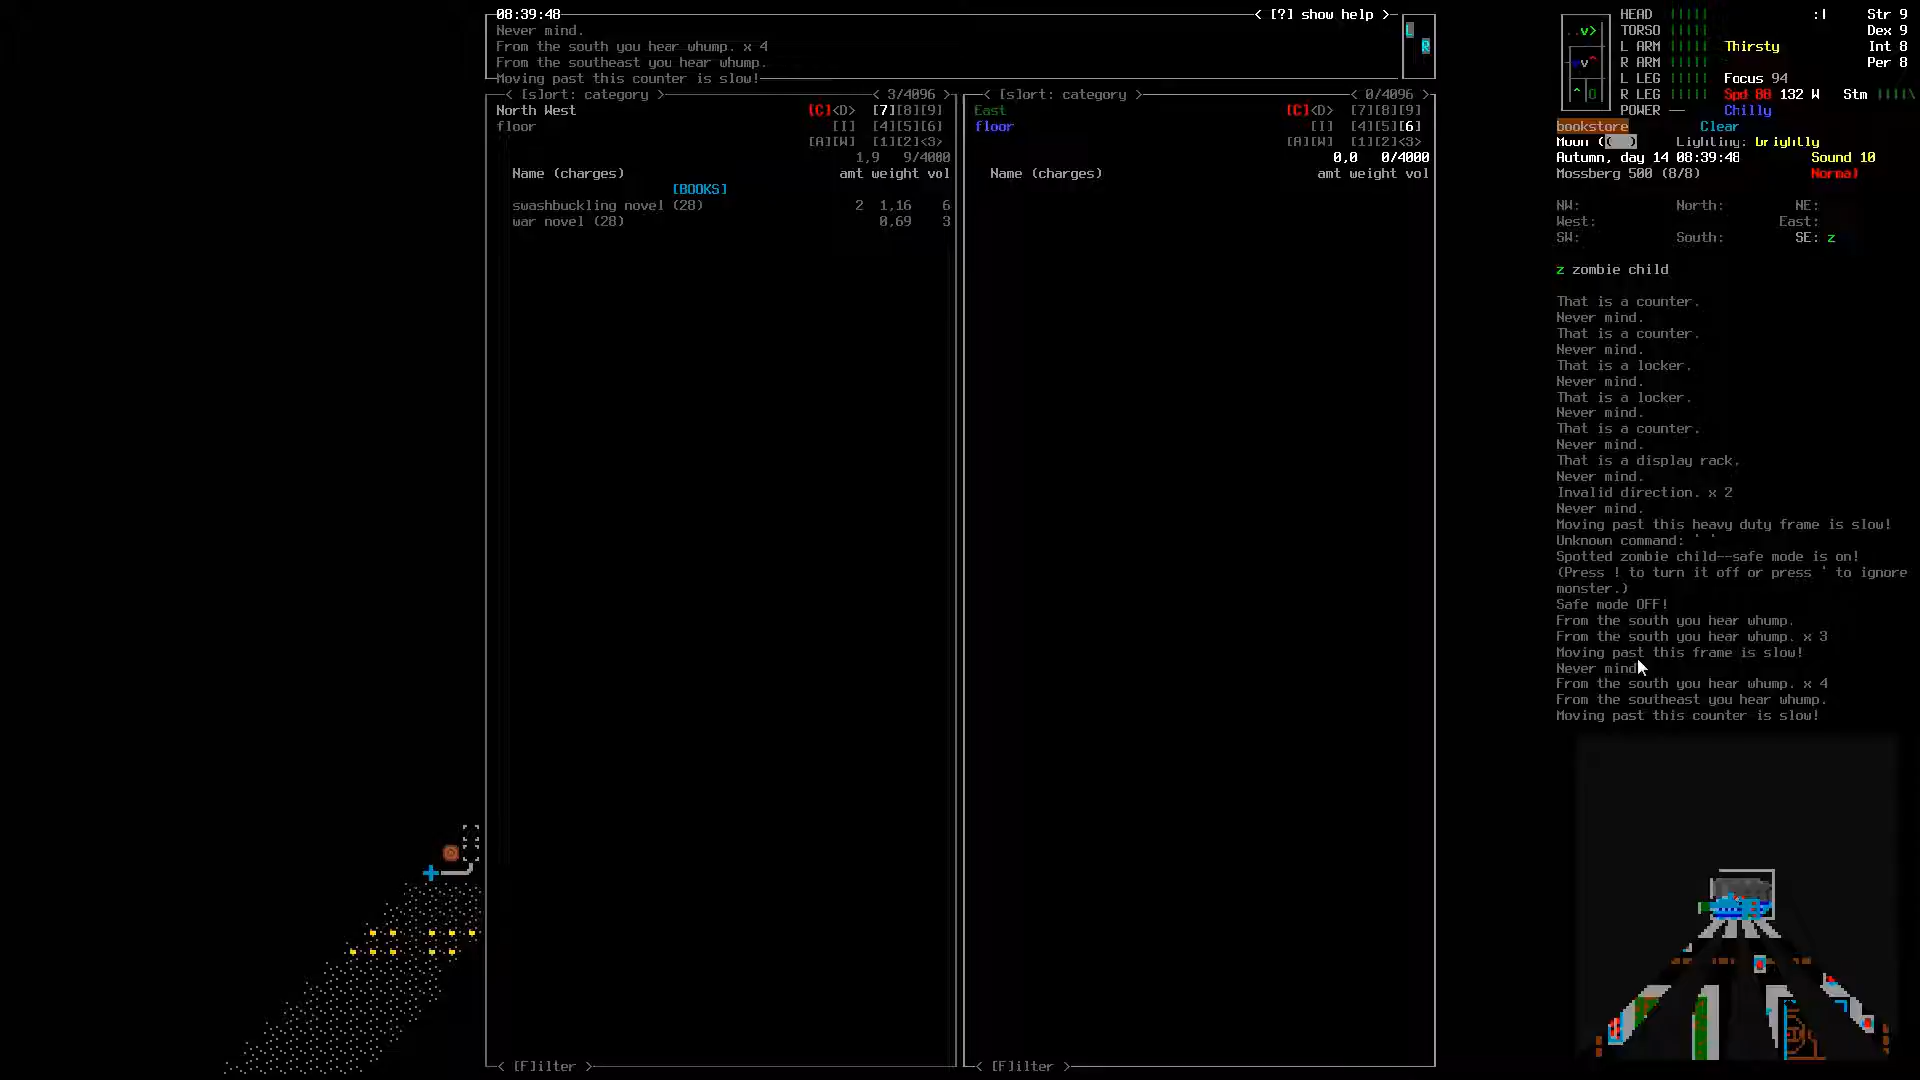 08:39:48 < [?] show help >
Never mind.
From the south you hear whump. x 4
From the southeast you hear whump.
Moving past this counter is slow!
L
R
< [s]ort: category > < 3/4096 >
North West [C]<D> [7][8][9]
floor [I] [4][5][6]
[A][W] [1][2]<3>
1,9 9/4000
Name (charges) amt weight vol
[BOOKS]
swashbuckling novel (28) 2 1,16 6
war novel (28) 0,69 3
< [F]ilter >
< [s]ort: category > < 0/4096 >
East [C]<D> [7][8][9]
floor [I] [4][5][6]
[A][W] [1][2]<3>
0,0 0/4000
Name (charges) amt weight vol
< [F]ilter >
HEAD ||||| :| Str 9
TORSO ||||| Dex 9
L ARM ||||| Thirsty Int 8
R ARM ||||| Per 8
L LEG ||||| Focus 94
R LEG ||||| Spd 88 132 W Stm ||||\
POWER -- Chilly
bookstore Clear
Moon ( ) Lighting: brightly
Autumn, day 14 08:39:48 Sound 10
Mossberg 500 (8/8) Normal
NW: North: NE:
West: East:
SW: South: SE: z
z zombie child
That is a counter.
Never mind.
That is a counter.
Never mind.
That is a locker.
Never mind.
That is a locker.
Never mind.
That is a counter.
Never mind.
That is a display rack.
Never mind.
Invalid direction. x 2
Never mind.
Moving past this heavy duty frame is slow!
Unknown command: ' '
Spotted zombie child--safe mode is on!
(Press ! to turn it off or press ' to ignore
monster.)
Safe mode OFF!
From the south you hear whump.
From the south you hear whump. x 3
Moving past this frame is slow!
Never mind
From the south you hear whump. x 4
From the southeast you hear whump.
Moving past this counter is slow!